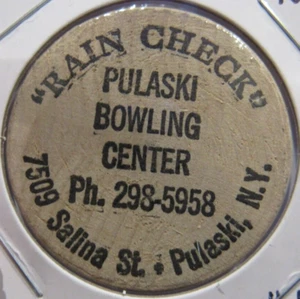 "RAIN CHECK"
PULASKI
BOWLING
CENTER
Ph. 298-5958
7509 Salina St. • Pulaski, N.Y.